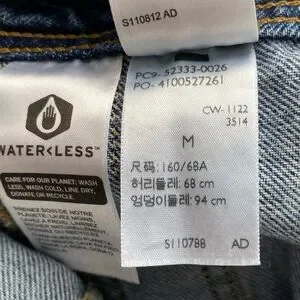 S110812 AD
PC9- 52333-0026
PO- 4100527261
CW- 1122
3514
M
尺码: 160/68A
허리둘레: 68 cm
엉덩이둘레: 94 cm
S110788 AD
WATER<LESS™
CARE FOR OUR PLANET: WASH
LESS, WASH COLD, LINE DRY,
DONATE OR RECYCLE
PRENEZ SOIN DE NOTRE
PLANÈTE: LAVEZ MOINS